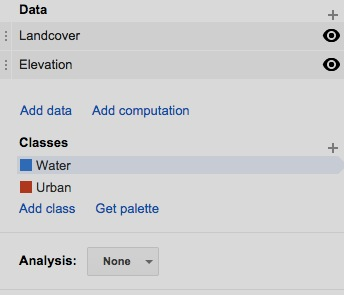 Data
Landcover
Elevation
Add data Add computation
Classes
Water
Urban
Add class Get palette
Analysis: None